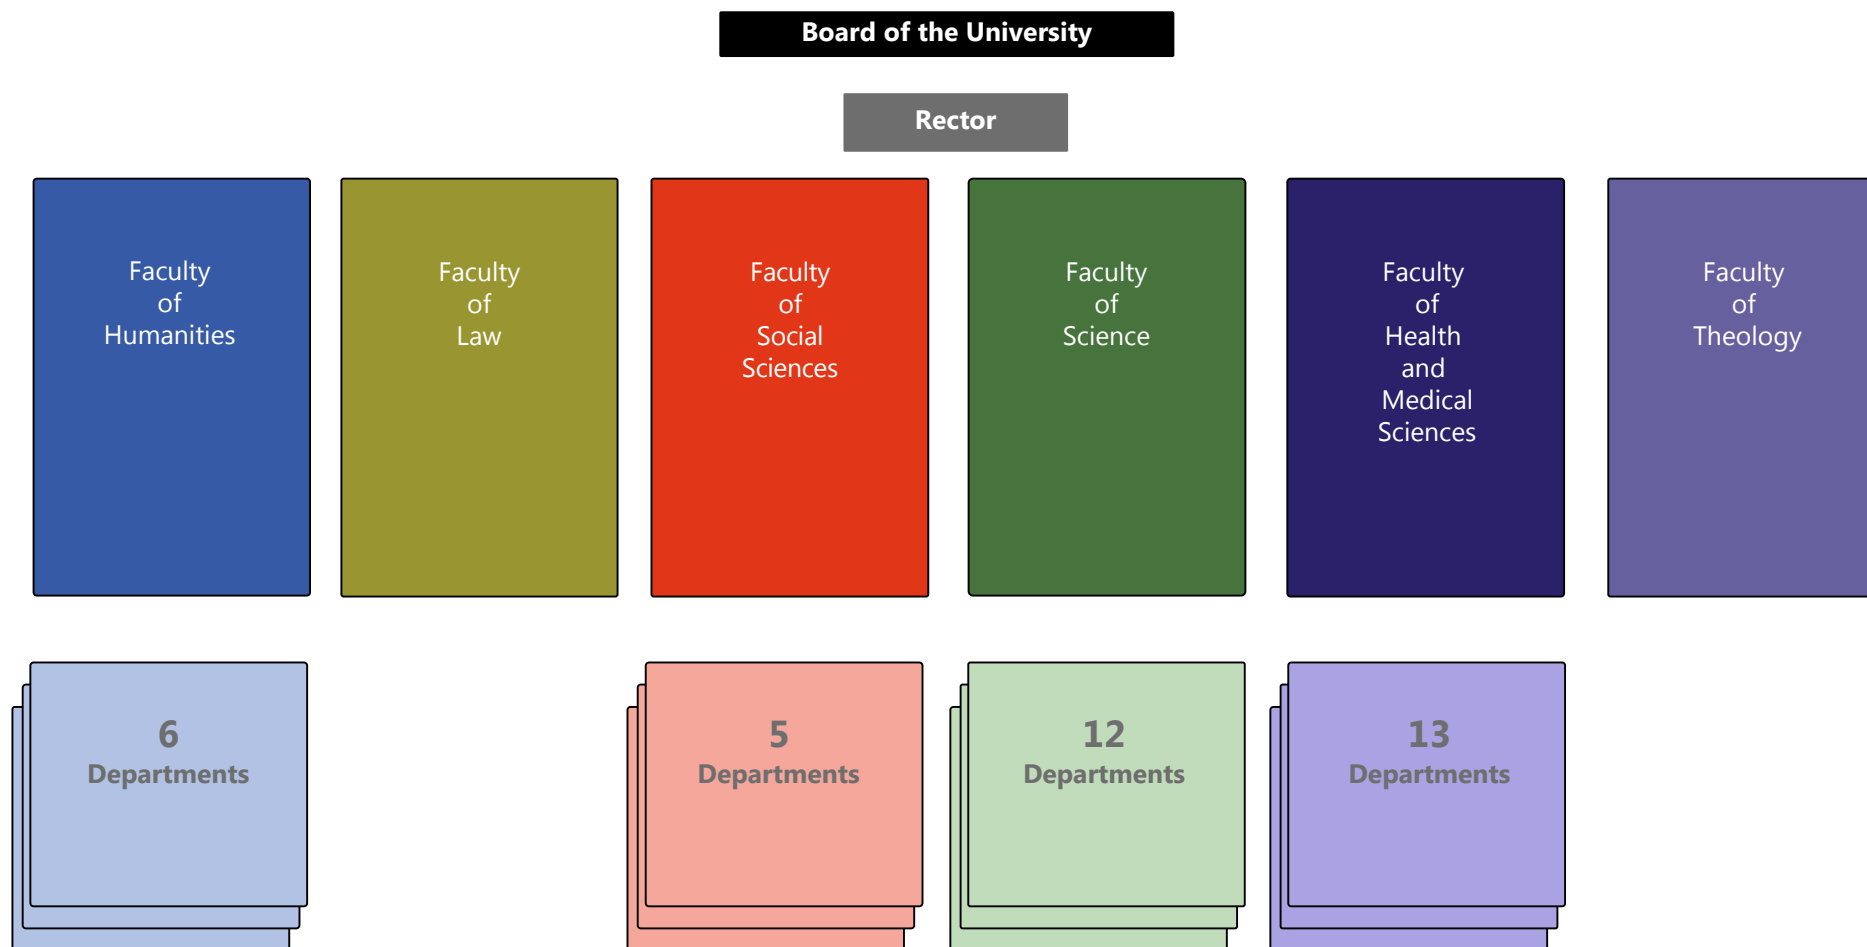 Board of the University
Rector
Faculty
of
Humanities
Faculty
of
Law
Faculty
of
Social
Sciences
Faculty
of
Science
Faculty
of
Health
and
Medical
Sciences
Faculty
of
Theology
6
Departments
5
Departments
12
Departments
13
Departments